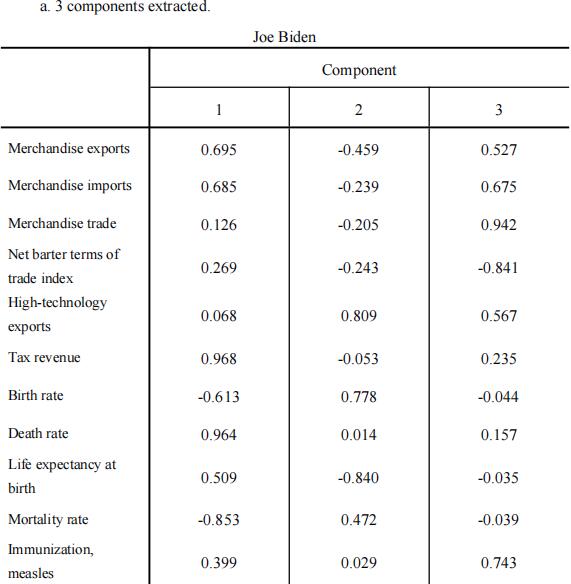 a. 3 components extracted.
Joe Biden
Component
1 2 3
Merchandise exports 0.695 -0.459 0.527
Merchandise imports 0.685 -0.239 0.675
Merchandise trade 0.126 -0.205 0.942
Net barter terms of
trade index 0.269 -0.243 -0.841
High-technology
exports 0.068 0.809 0.567
Tax revenue 0.968 -0.053 0.235
Birth rate -0.613 0.778 -0.044
Death rate 0.964 0.014 0.157
Life expectancy at
birth 0.509 -0.840 -0.035
Mortality rate -0.853 0.472 -0.039
Immunization,
measles 0.399 0.029 0.743